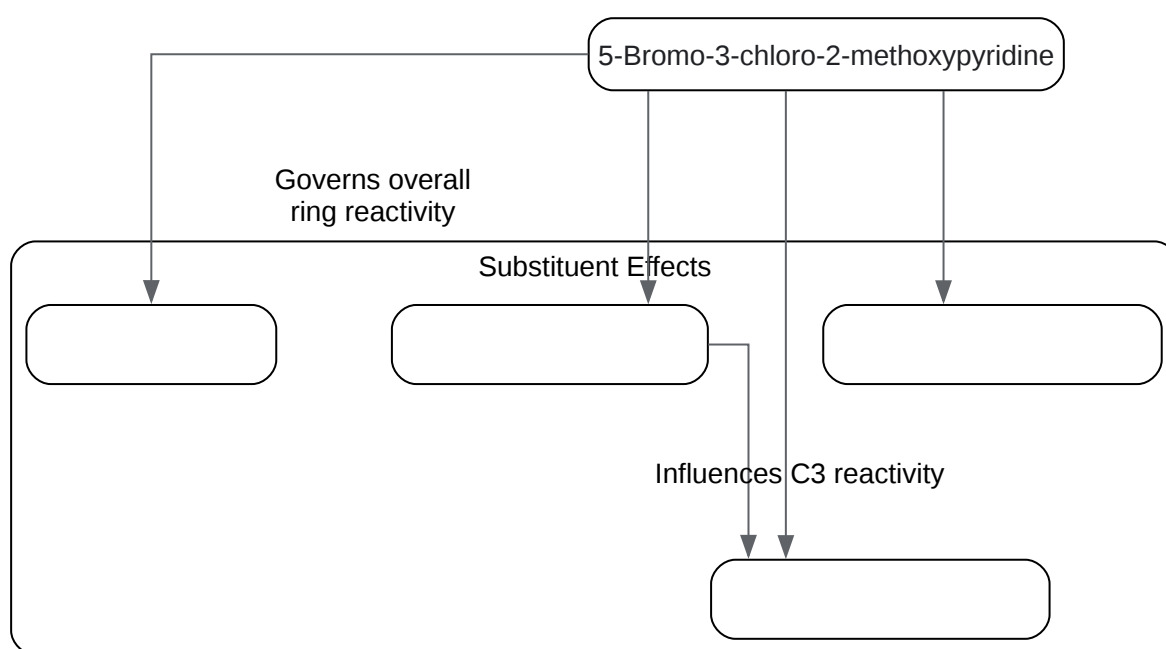 5-Bromo-3-chloro-2-methoxypyridine
Governs overall
ring reactivity
Substituent Effects
Influences C3 reactivity